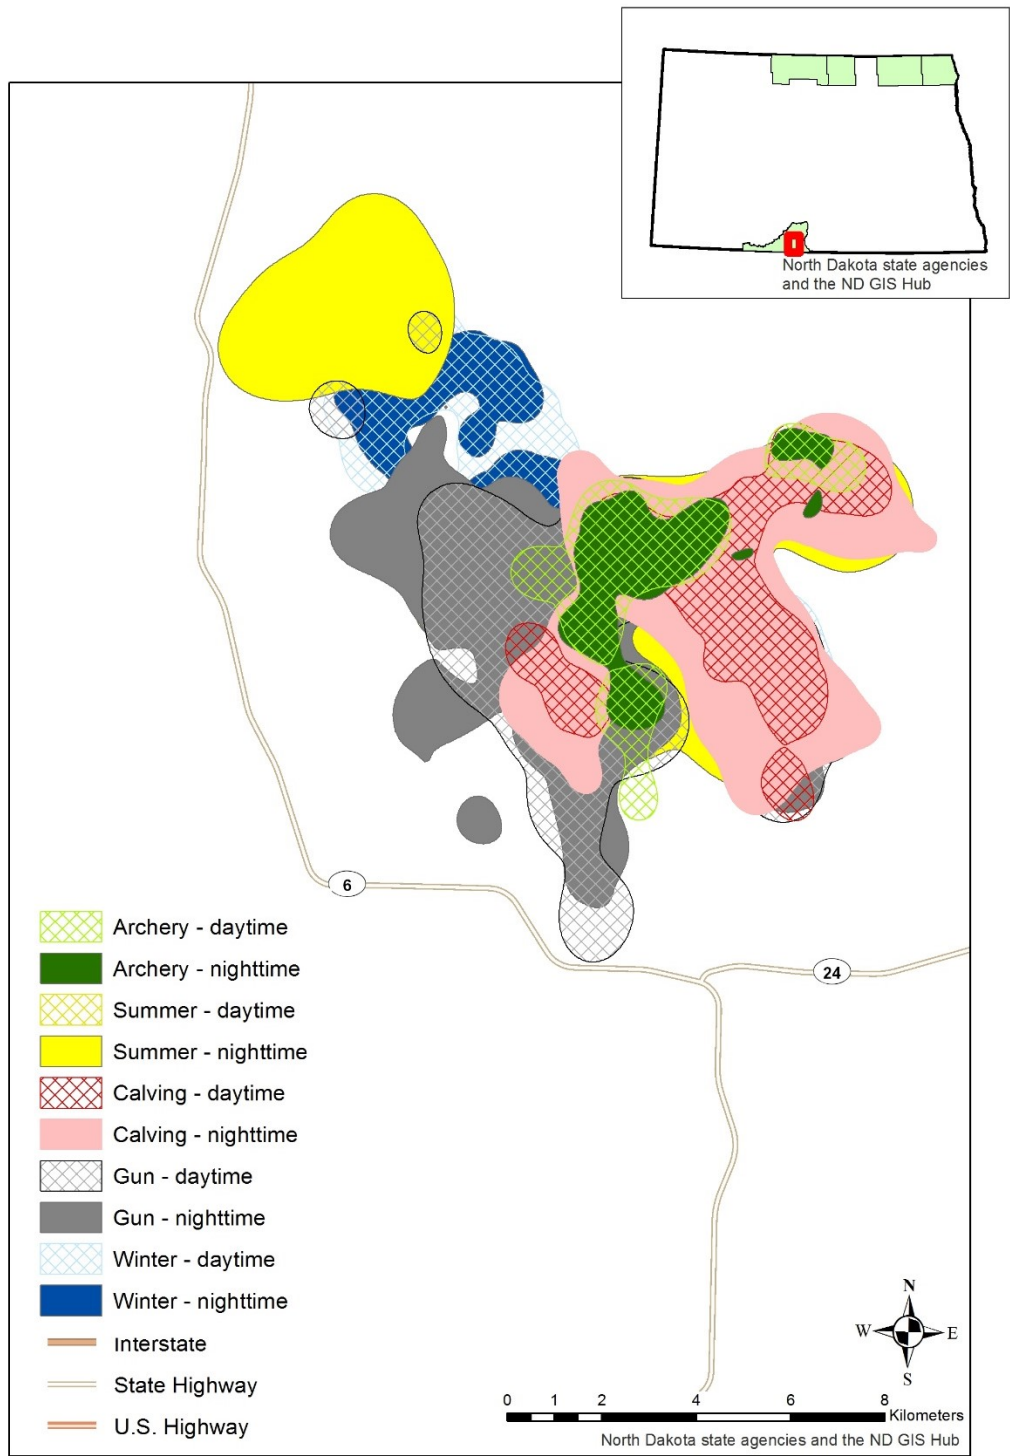 North Dakota state agencies
and the ND GIS Hub
6
24
Archery - daytime
Archery - nighttime
Summer - daytime
Summer - nighttime
Calving - daytime
Calving - nighttime
Gun - daytime
Gun - nighttime
Winter - daytime
Winter - nighttime
Interstate
State Highway
U.S. Highway
N
W E
S
0 1 2 4 6 8
Kilometers
North Dakota state agencies and the ND GIS Hub